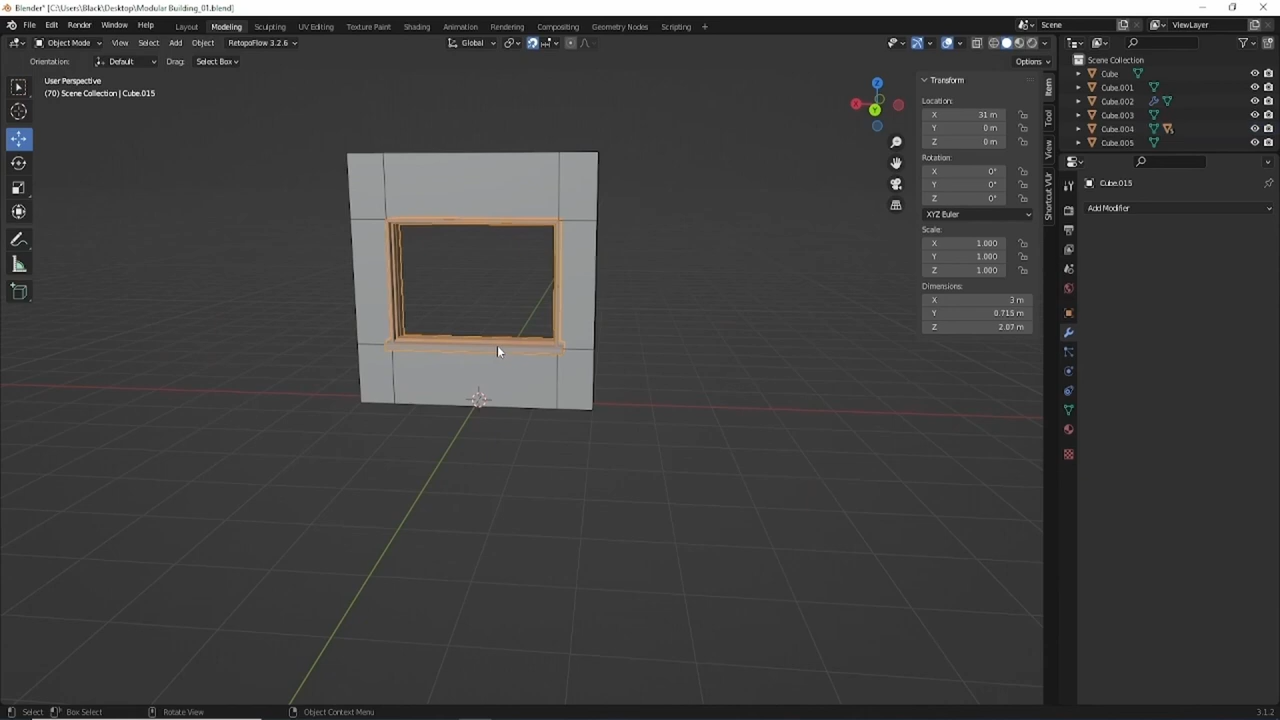 Blender* [C:\Users\Black\Desktop\Modular Building_01.blend]
File Edit Render Window Help Layout Modeling Sculpting UV Editing Texture Paint Shading Animation Rendering Compositing Geometry Nodes Scripting + Scene ViewLayer
Object Mode View Select Add Object RetopoFlow 3.2.6 Global
Orientation: Default Drag: Select Box Options
User Perspective
(70) Scene Collection | Cube.015
Transform
Location:
X 31 m
Y 0 m
Z 0 m
Rotation:
X 0°
Y 0°
Z 0°
XYZ Euler
Scale:
X 1.000
Y 1.000
Z 1.000
Dimensions:
X 3 m
Y 0.715 m
Z 2.07 m
Item
Tool
View
Shortcut VUr
Scene Collection
Cube
Cube.001
Cube.002
Cube.003
Cube.004
Cube.005
Cube.015
Add Modifier
X
Y
Z
Select Box Select Rotate View Object Context Menu 3.1.2